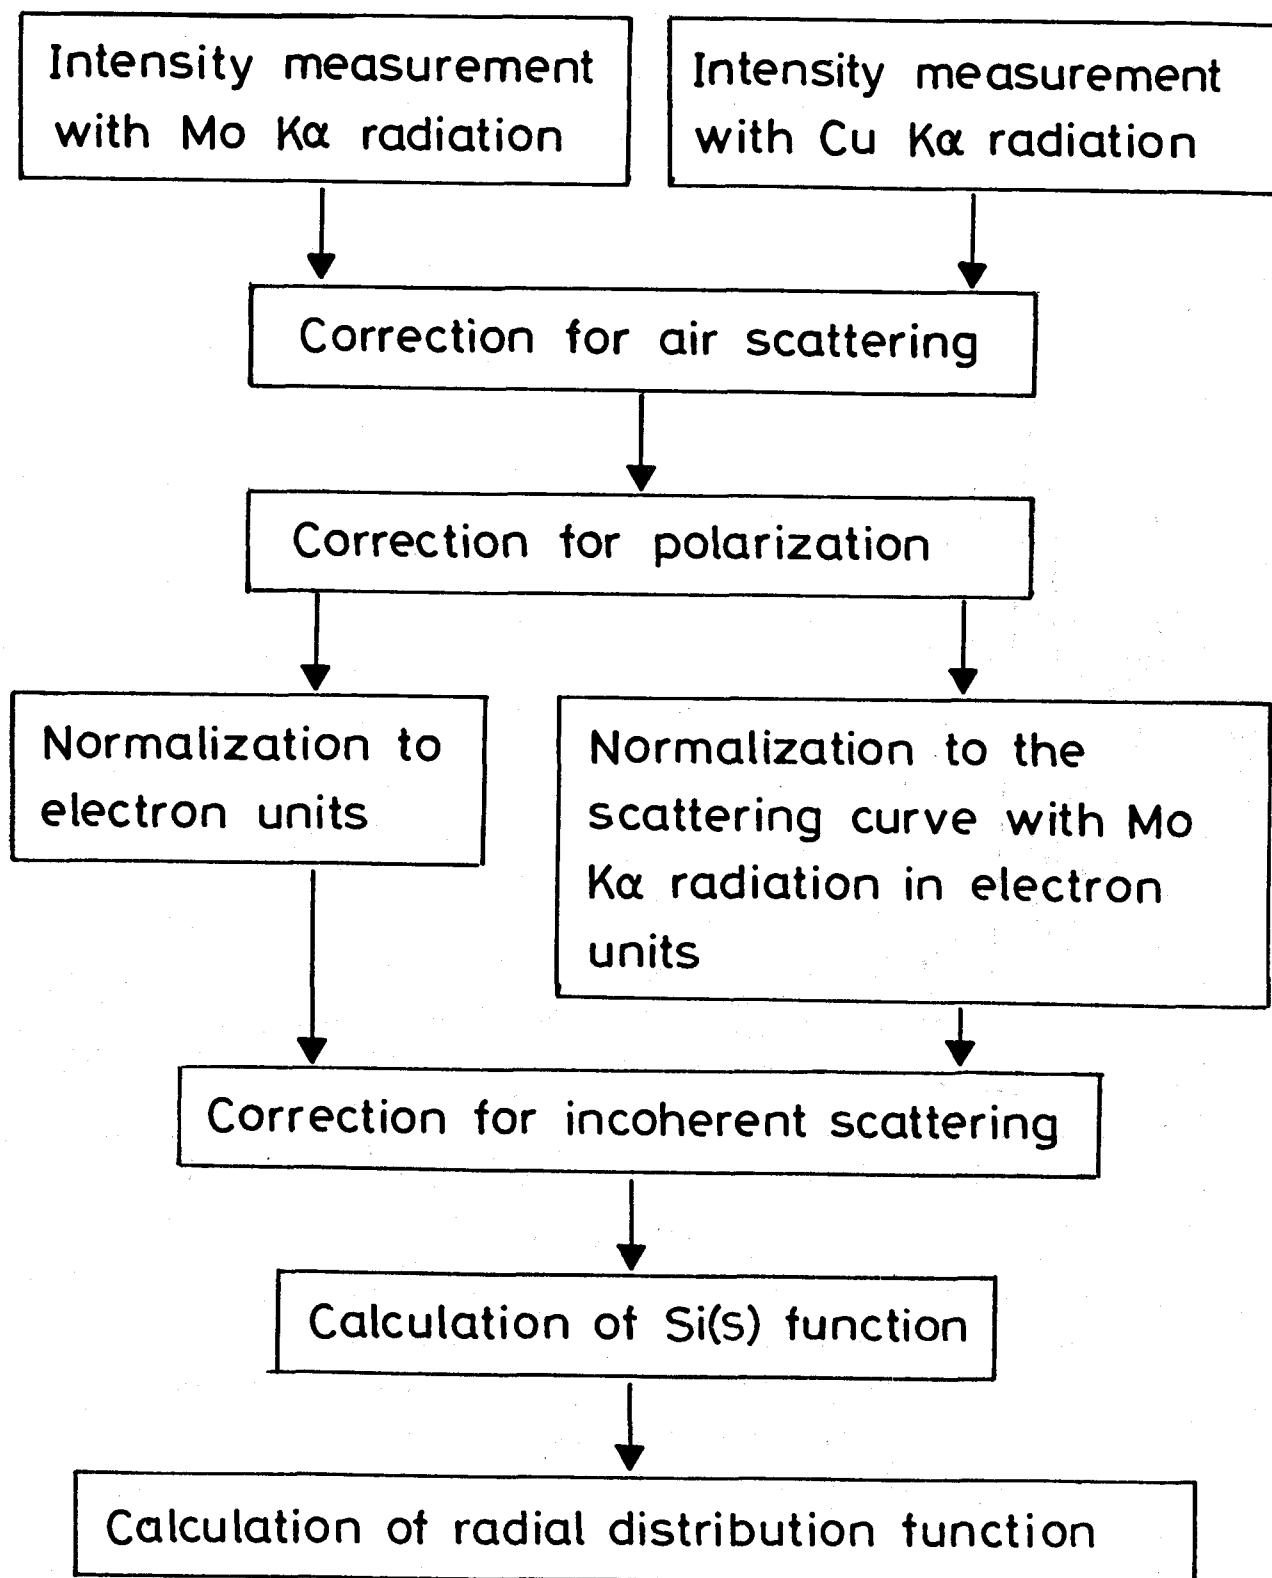 Intensity measurement
with Mo Kα radiation
Intensity measurement
with Cu Kα radiation
Correction for air scattering
Correction for polarization
Normalization to
electron units
Normalization to the
scattering curve with Mo
Kα radiation in electron
units
Correction for incoherent scattering
Calculation of Si(s) function
Calculation of radial distribution function